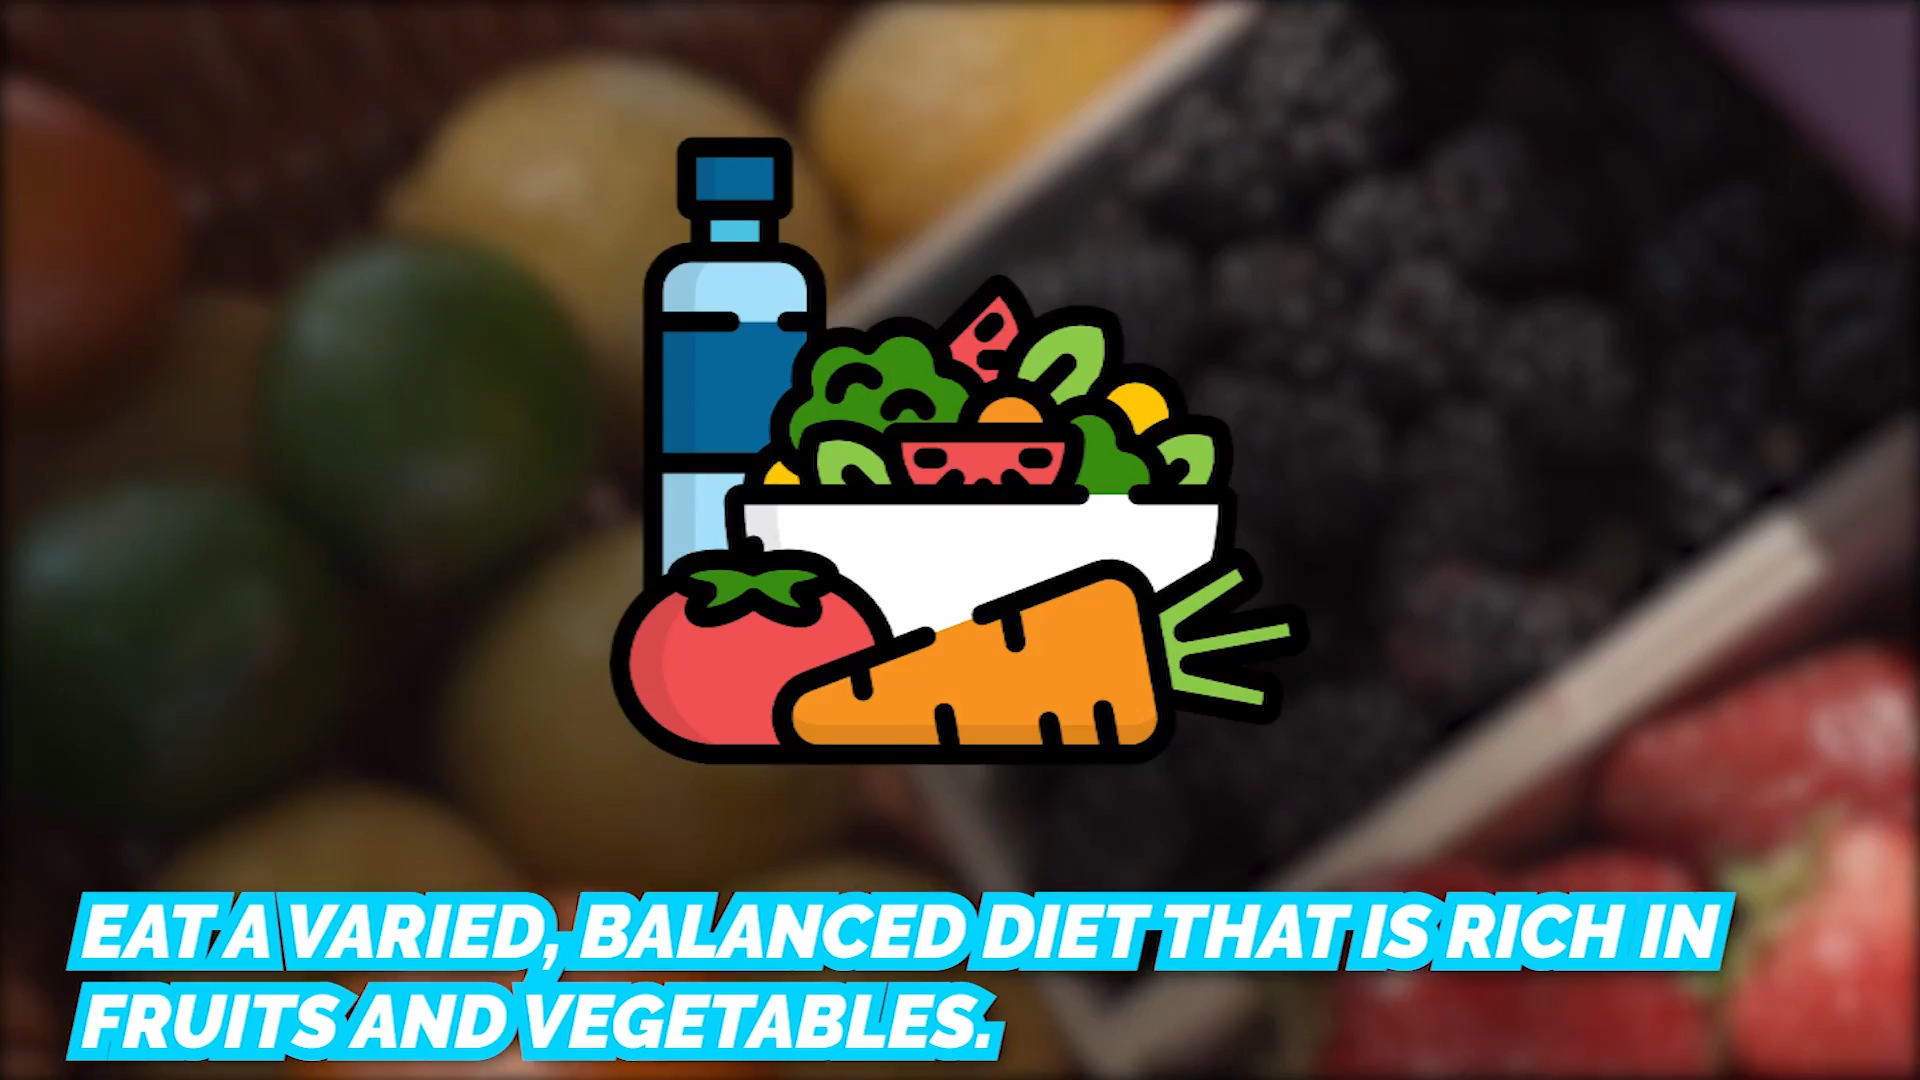 EAT A VARIED, BALANCED DIET THAT IS RICH IN
FRUITS AND VEGETABLES.